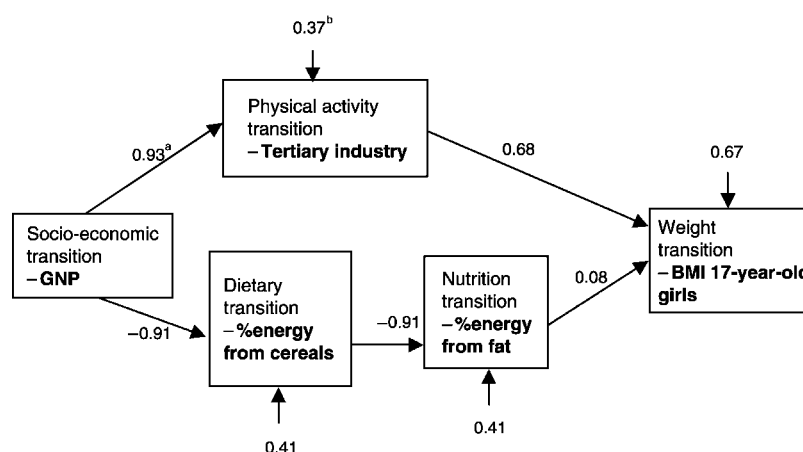 0.37b
Physical activity
transition
– Tertiary industry
0.93a
0.68
0.67
Socio-economic
transition
– GNP
Weight
transition
– BMI 17-year-old
girls
Dietary
transition
– %energy
from cereals
Nutrition
transition
– %energy
from fat
0.08
–0.91
–0.91
0.41
0.41